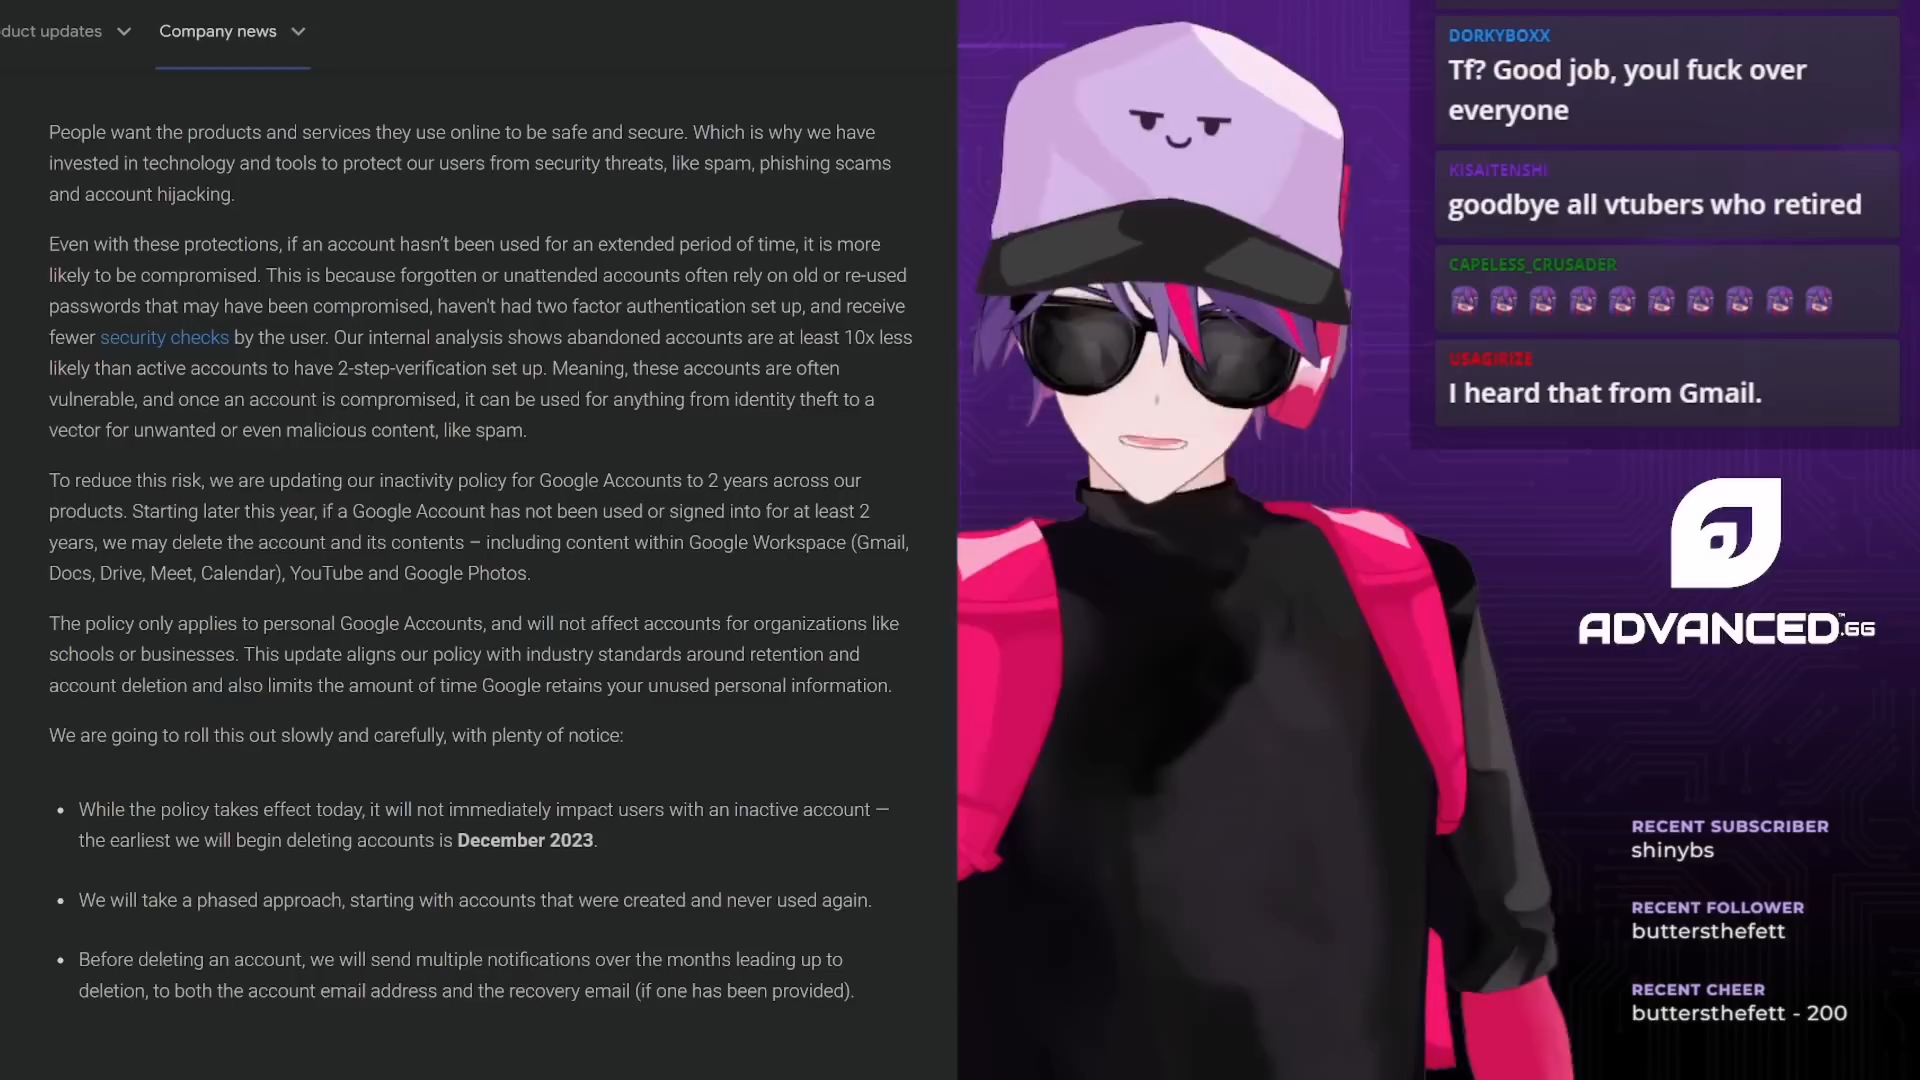 duct updates
Company news
People want the products and services they use online to be safe and secure. Which is why we have
invested in technology and tools to protect our users from security threats, like spam, phishing scams
and account hijacking.
Even with these protections, if an account hasn't been used for an extended period of time, it is more
likely to be compromised. This is because forgotten or unattended accounts often rely on old or re-used
passwords that may have been compromised, haven't had two factor authentication set up, and receive
fewer security checks by the user. Our internal analysis shows abandoned accounts are at least 10x less
likely than active accounts to have 2-step-verification set up. Meaning, these accounts are often
vulnerable, and once an account is compromised, it can be used for anything from identity theft to a
vector for unwanted or even malicious content, like spam.
To reduce this risk, we are updating our inactivity policy for Google Accounts to 2 years across our
products. Starting later this year, if a Google Account has not been used or signed into for at least 2
years, we may delete the account and its contents – including content within Google Workspace (Gmail,
Docs, Drive, Meet, Calendar), YouTube and Google Photos.
The policy only applies to personal Google Accounts, and will not affect accounts for organizations like
schools or businesses. This update aligns our policy with industry standards around retention and
account deletion and also limits the amount of time Google retains your unused personal information.
We are going to roll this out slowly and carefully, with plenty of notice:
• While the policy takes effect today, it will not immediately impact users with an inactive account —
the earliest we will begin deleting accounts is December 2023.
• We will take a phased approach, starting with accounts that were created and never used again.
• Before deleting an account, we will send multiple notifications over the months leading up to
deletion, to both the account email address and the recovery email (if one has been provided).
DORKYBOXX
Tf? Good job, youl fuck over
everyone
KISAITENSHI
goodbye all vtubers who retired
CAPELESS_CRUSADER
USAGIRIZE
I heard that from Gmail.
ADVANCED.GG™
RECENT SUBSCRIBER
shinybs
RECENT FOLLOWER
buttersthefett
RECENT CHEER
buttersthefett - 200